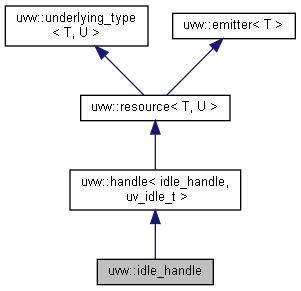 uvw::underlying_type
< T, U >
uvw::emitter< T >
uvw::resource< T, U >
uvw::handle< idle_handle,
uv_idle_t >
uvw::idle_handle